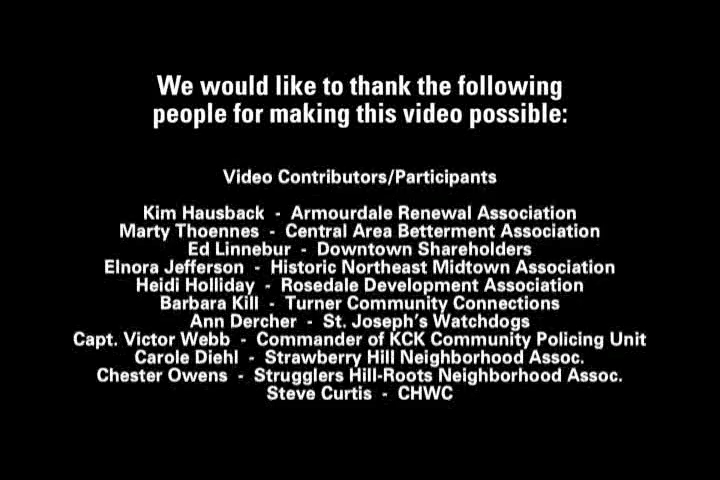 We would like to thank the following
people for making this video possible:
Video Contributors/Participants
Kim Hausback - Armourdale Renewal Association
Marty Thoennes - Central Area Betterment Association
Ed Linnebur - Downtown Shareholders
Elnora Jefferson - Historic Northeast Midtown Association
Heidi Holliday - Rosedale Development Association
Barbara Kill - Turner Community Connections
Ann Dercher - St. Joseph's Watchdogs
Capt. Victor Webb - Commander of KCK Community Policing Unit
Carole Diehl - Strawberry Hill Neighborhood Assoc.
Chester Owens - Strugglers Hill-Roots Neighborhood Assoc.
Steve Curtis - CHWC